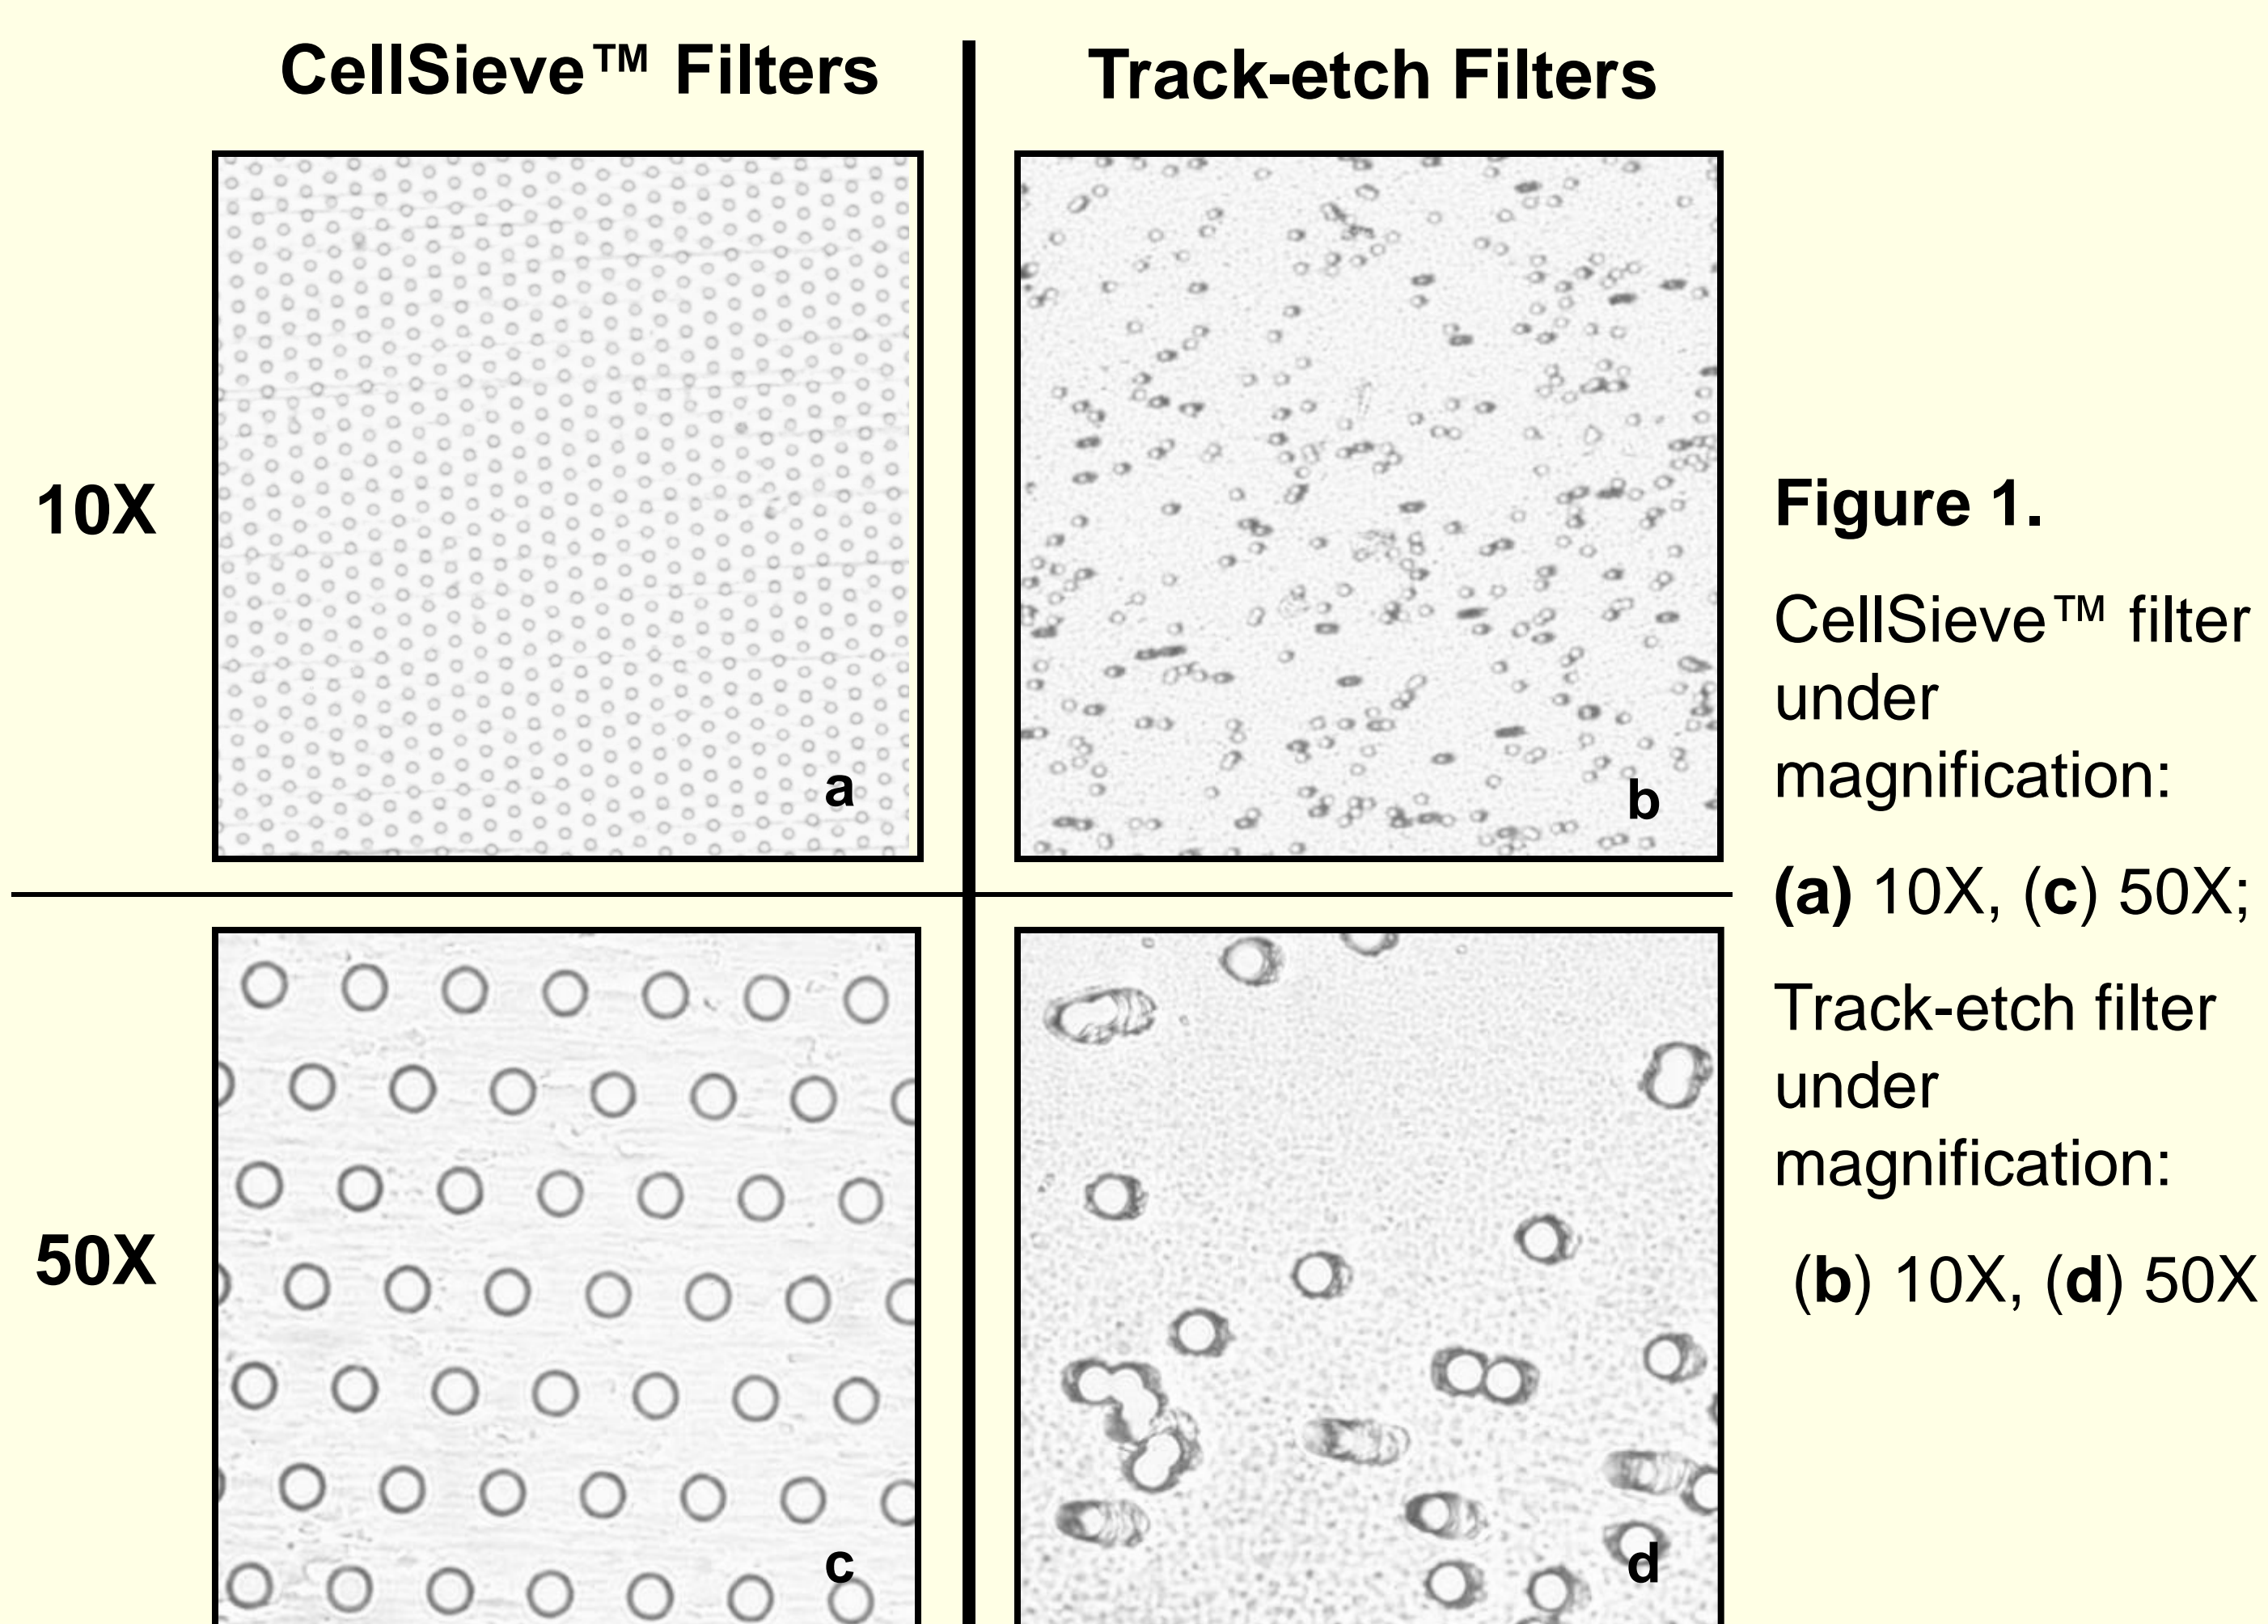 CellSieve™ Filters
Track-etch Filters
10X
a
b
50X
c
d
Figure 1.
CellSieve™ filter
under
magnification:
(a) 10X, (c) 50X;
Track-etch filter
under
magnification:
(b) 10X, (d) 50X